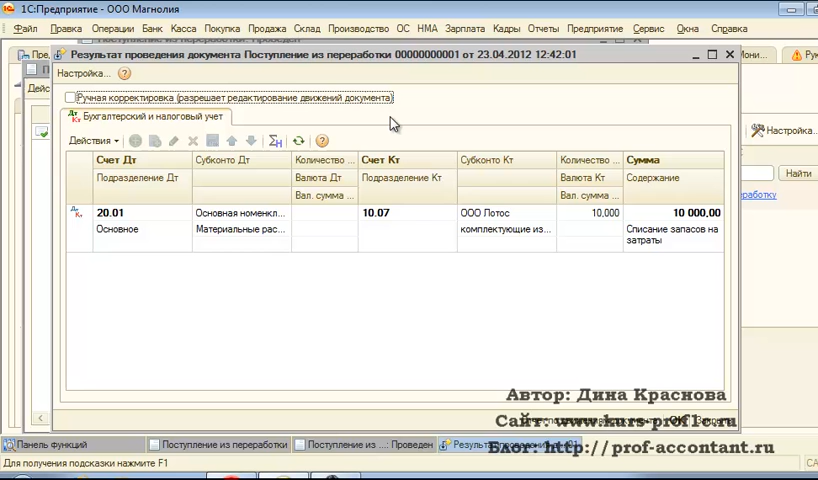 1С:Предприятие - ООО Магнолия
Файл Правка Операции Банк Касса Покупка Продажа Склад Производство ОС НМА Зарплата Кадры Отчеты Предприятие Сервис Окна Справка
Результат проведения документа Поступление из переработки 00000000001 от 23.04.2012 12:42:01
Настройка...
Ручная корректировка (разрешает редактирование движений документа)
Бухгалтерский и налоговый учет
Действия
Настройка...
Найти
Счет Дт Субконто Дт Количество ... Счет Кт Субконто Кт Количество ... Сумма
Подразделение Дт Валюта Дт Подразделение Кт Валюта Кт Содержание
Вал. сумма ... Вал. сумма ...
20.01 Основная номенкл... 10.07 ООО Лотос 10,000 10 000,00
Основное Материальные рас... комплектующие из... Списание запасов на
затраты
Автор: Дина Краснова
Сайт: www.kurs-prof1.ru
Панель функций Поступление из переработки Поступление из ...: Проведен
Блог: http://prof-accontant.ru
Для получения подсказки нажмите F1